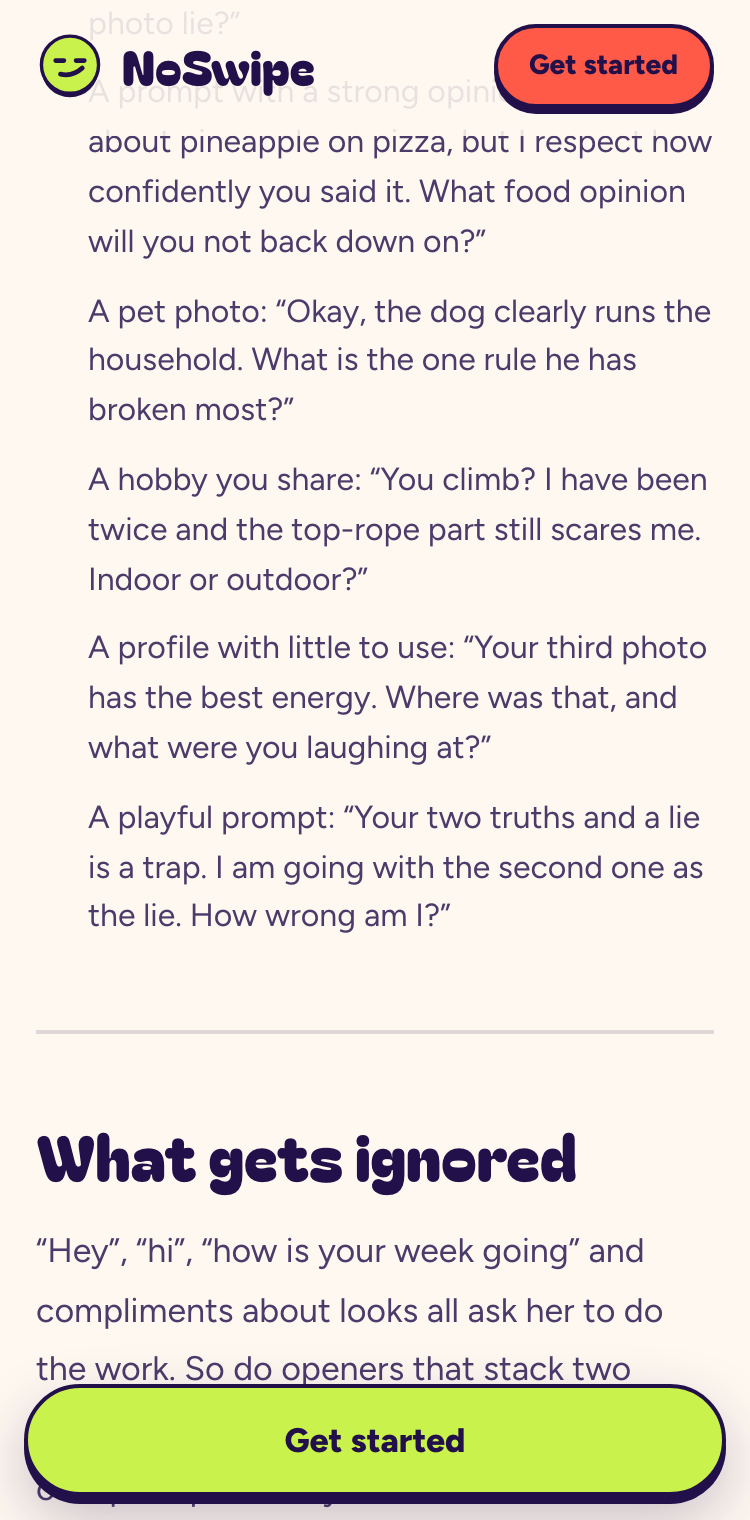 photo lie?”
NoSwipe
Get started
A prompt with a strong
about pineapple on pizza, but I respect how
confidently you said it. What food opinion
will you not back down on?”
A pet photo: “Okay, the dog clearly runs the
household. What is the one rule he has
broken most?”
A hobby you share: “You climb? I have been
twice and the top-rope part still scares me.
Indoor or outdoor?”
A profile with little to use: “Your third photo
has the best energy. Where was that, and
what were you laughing at?”
A playful prompt: “Your two truths and a lie
is a trap. I am going with the second one as
the lie. How wrong am I?”
What gets ignored
“Hey”, “hi”, “how is your week going” and
compliments about looks all ask her to do
the work. So do openers that stack two
Get started